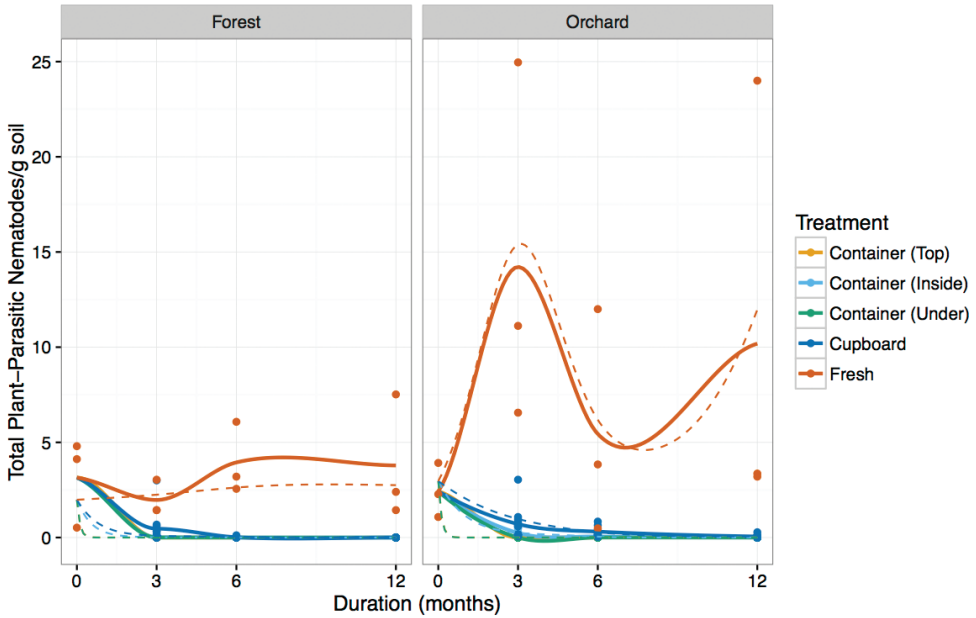 Forest
Orchard
Total Plant−Parasitic Nematodes/g soil
25
20
15
10
5
0
0 3 6 12
0 3 6 12
Duration (months)
Treatment
Container (Top)
Container (Inside)
Container (Under)
Cupboard
Fresh